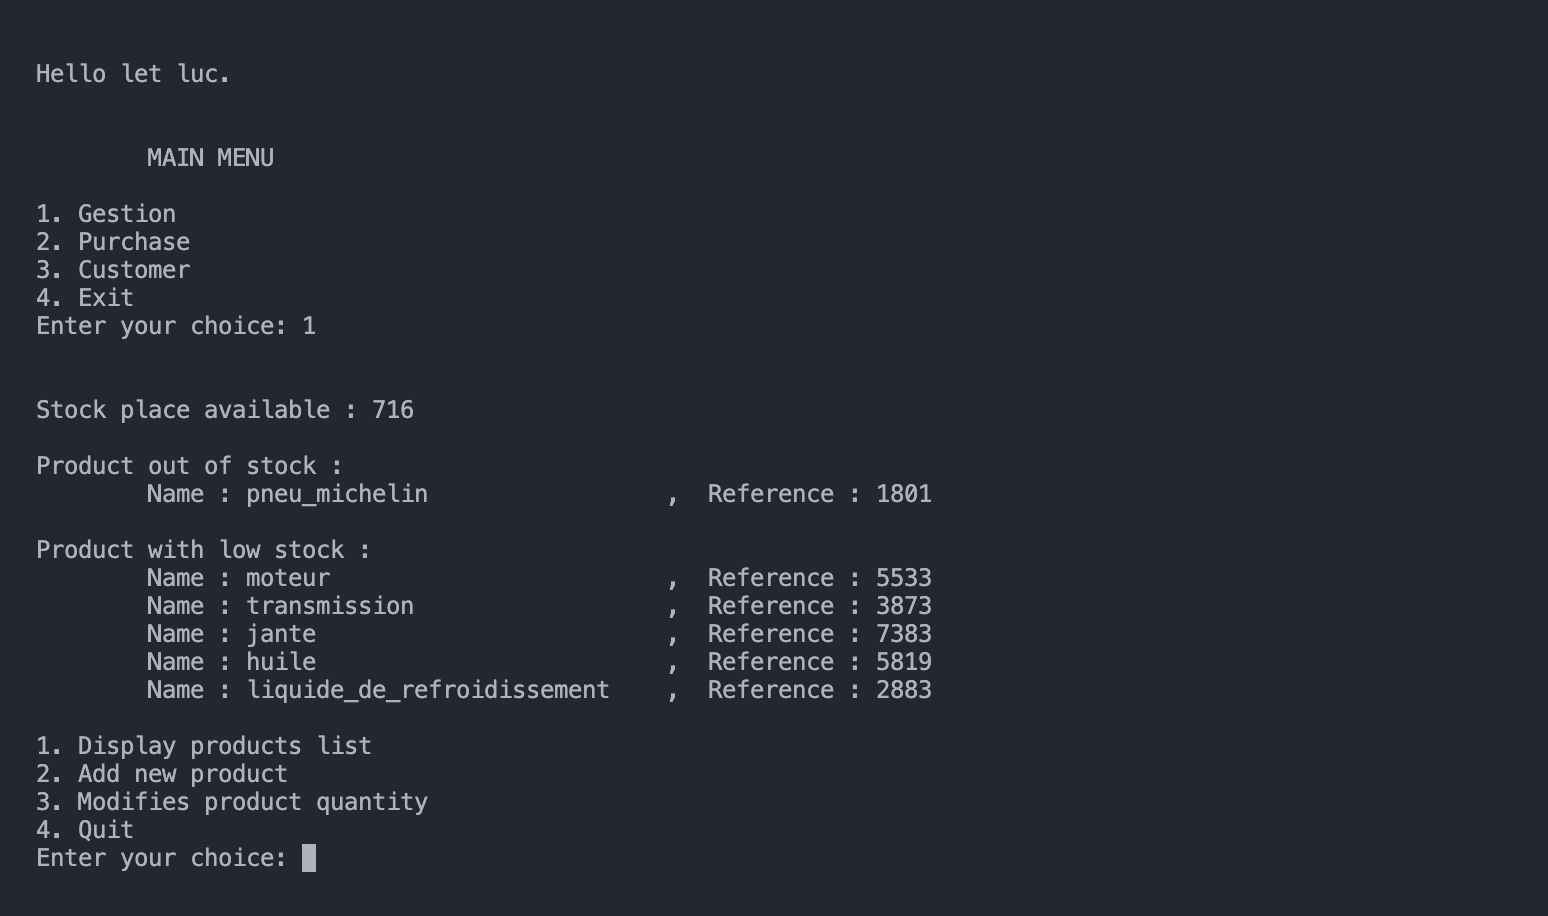 Hello let luc.
MAIN MENU
1. Gestion
2. Purchase
3. Customer
4. Exit
Enter your choice: 1
Stock place available : 716
Product out of stock :
Name : pneu_michelin , Reference : 1801
Product with low stock :
Name : moteur , Reference : 5533
Name : transmission , Reference : 3873
Name : jante , Reference : 7383
Name : huile , Reference : 5819
Name : liquide_de_refroidissement , Reference : 2883
1. Display products list
2. Add new product
3. Modifies product quantity
4. Quit
Enter your choice: